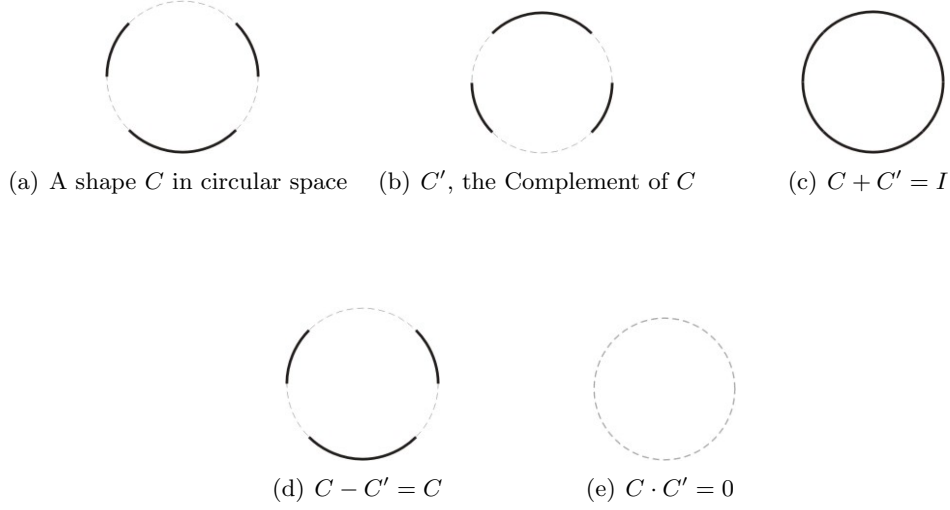 (a) A shape C in circular space
(b) C′, the Complement of C
(c) C + C′ = I
(d) C − C′ = C
(e) C · C′ = 0